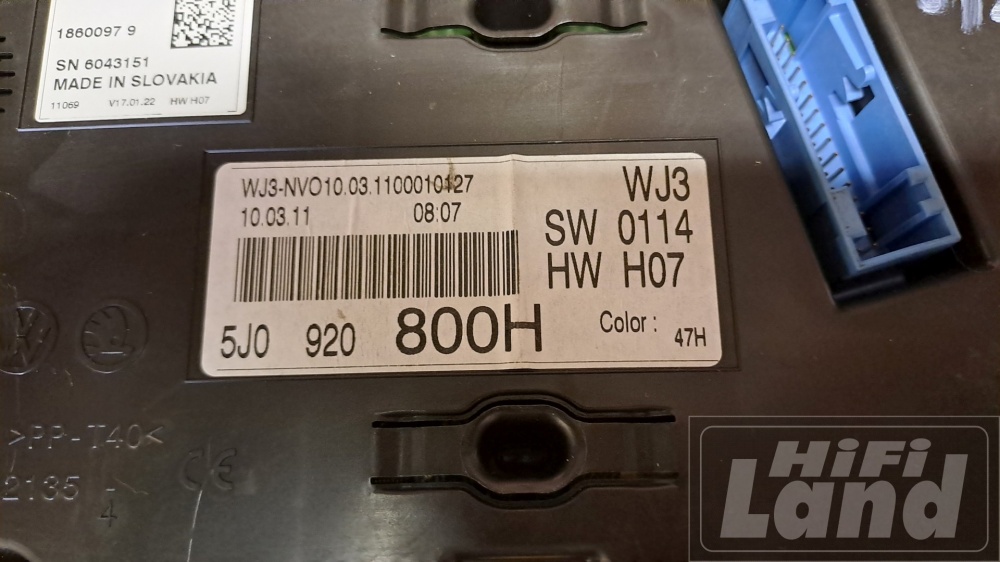 1860097 9
SN 6043151
MADE IN SLOVAKIA
11069 V17.01.22 HW H07
WJ3-NVO10.03.1100010127
10.03.11 08:07
WJ3
SW 0114
HW H07
5J0 920 800H Color : 47H
>PP-T40<
2135
4
CE
HiFi
Land